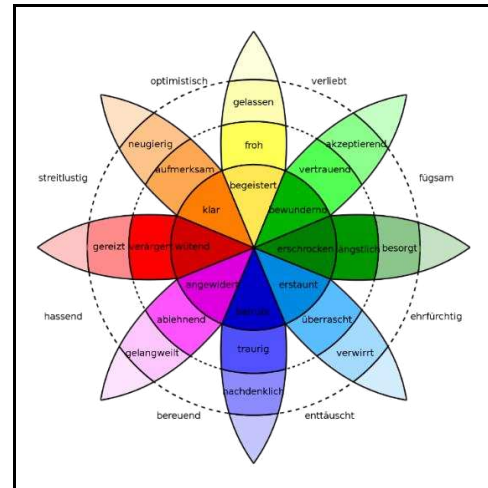 optimistisch
verliebt
gelassen
neugierig
froh
akzeptierend
aufmerksam
vertrauend
streitlustig
begeistert
fügsam
klar
bewundernd
gereizt
verärgert
wütend
erschrocken
ängstlich
besorgt
angewidert
erstaunt
hassend
ablehnend
überrascht
ehrfürchtig
gelangweilt
traurig
verwirrt
nachdenklich
bereuend
enttäuscht